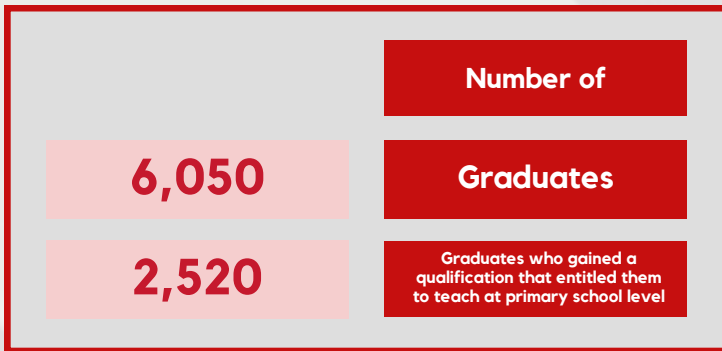 Number of
6,050
Graduates
2,520
Graduates who gained a
qualification that entitled them
to teach at primary school level